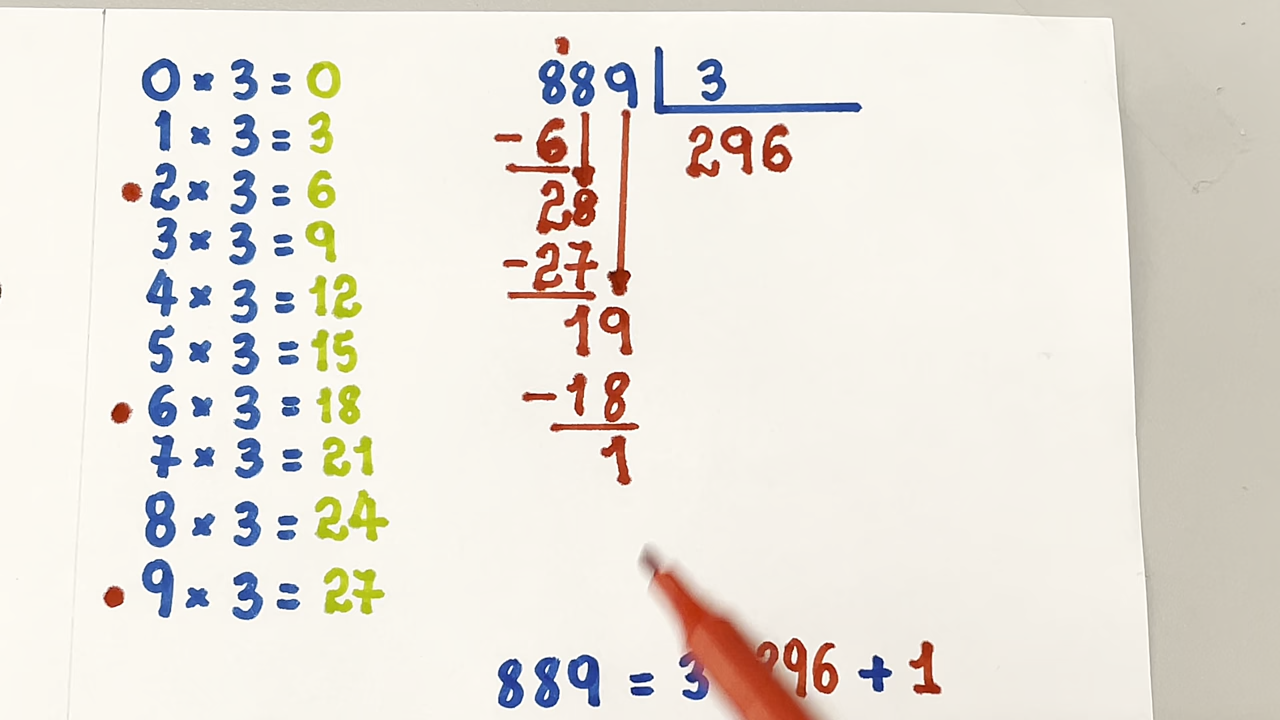 0 × 3 = 0
1 × 3 = 3
2 × 3 = 6
3 × 3 = 9
4 × 3 = 12
5 × 3 = 15
6 × 3 = 18
7 × 3 = 21
8 × 3 = 24
9 × 3 = 27
889 3
-6 296
28
-27
19
-18
1
889 = 3 296 + 1